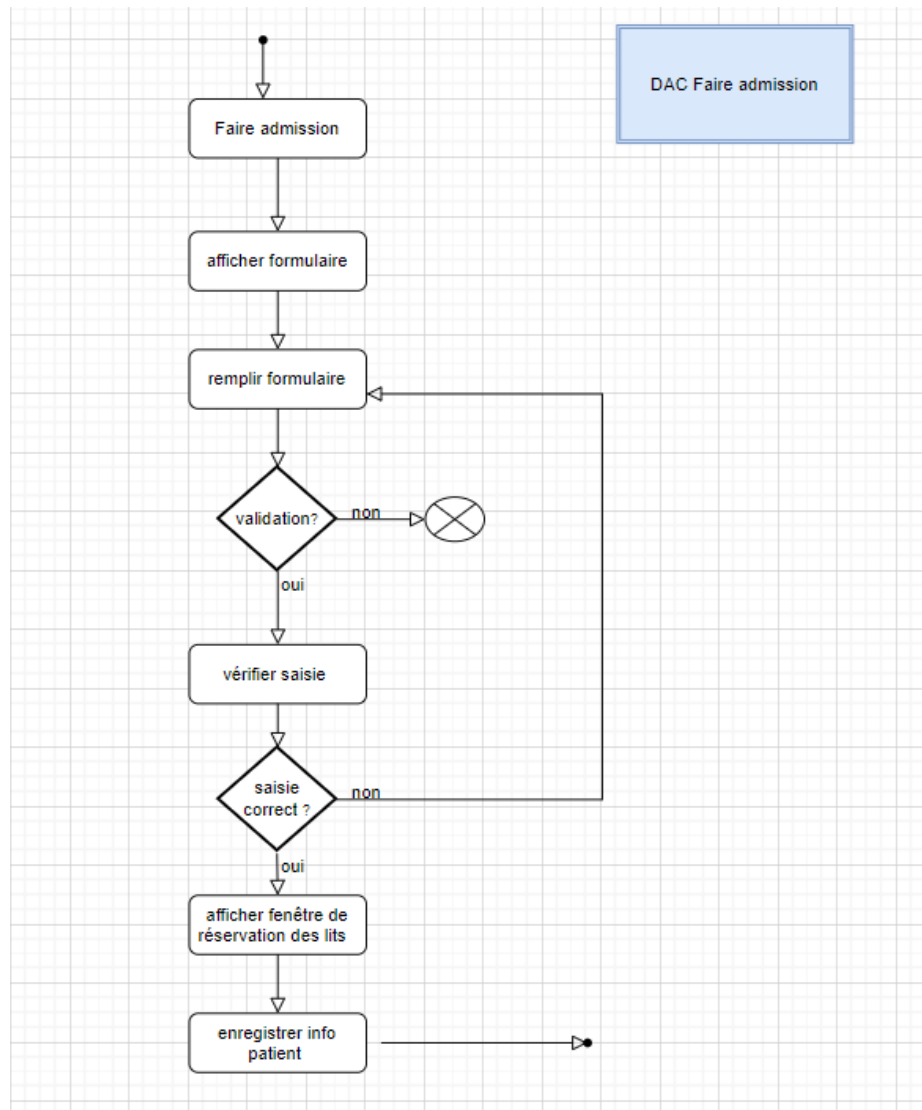 DAC Faire admission
Faire admission
afficher formulaire
remplir formulaire
validation?
non
oui
vérifier saisie
saisie
correct ?
non
oui
afficher fenêtre de
réservation des lits
enregistrer info
patient